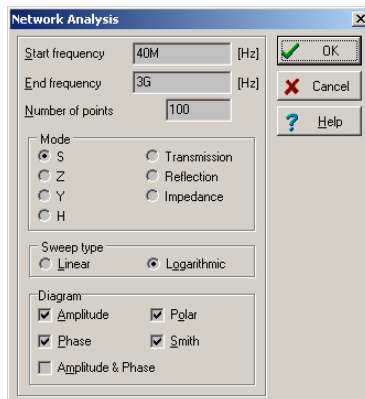 Network Analysis
Start frequency 40M [Hz]
End frequency 3G [Hz]
Number of points 100
Mode
S Transmission
Z Reflection
Y Impedance
H
Sweep type
Linear Logarithmic
Diagram
Amplitude Polar
Phase Smith
Amplitude & Phase
OK
Cancel
Help